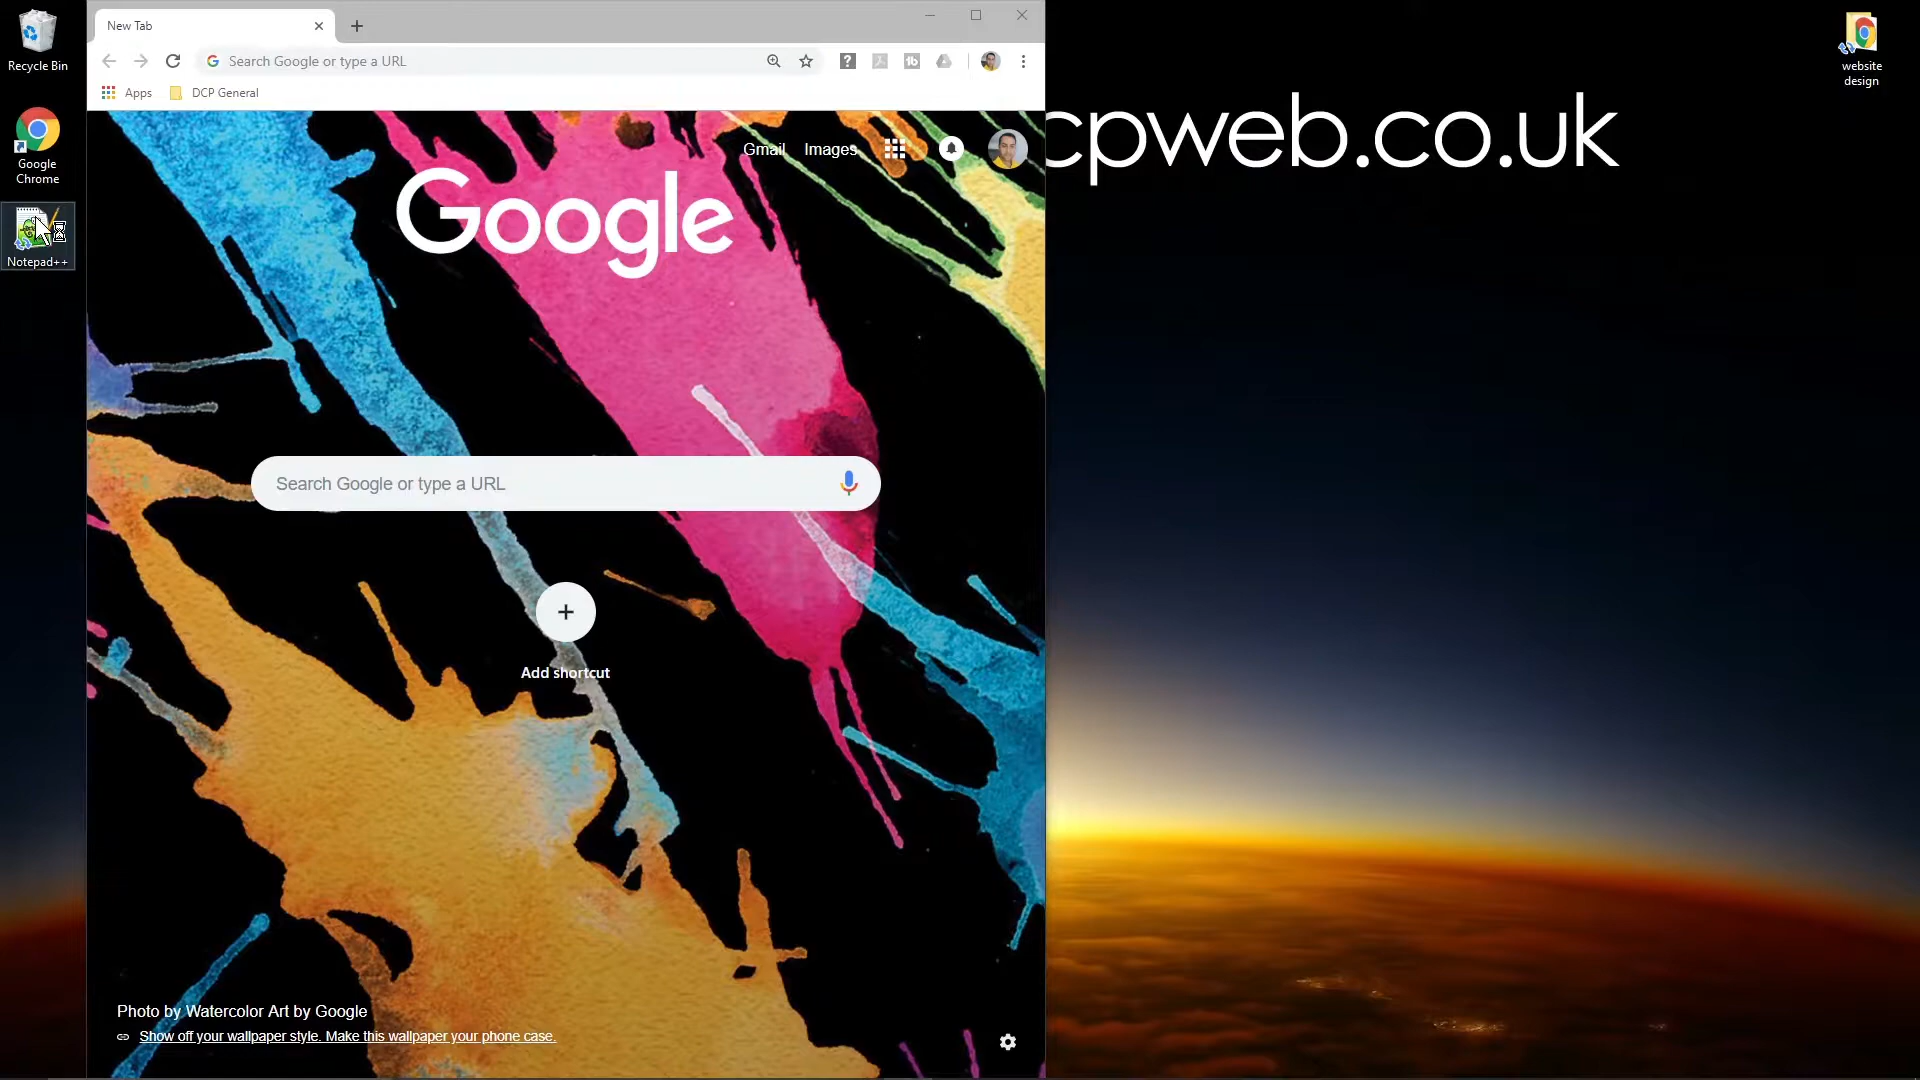 Recycle Bin
Google
Chrome
Notepad++
New Tab
Search Google or type a URL
Apps
DCP General
Gmail
Images
Google
Search Google or type a URL
Add shortcut
Photo by Watercolor Art by Google
Show off your wallpaper style. Make this wallpaper your phone case.
cpweb.co.uk
website
design